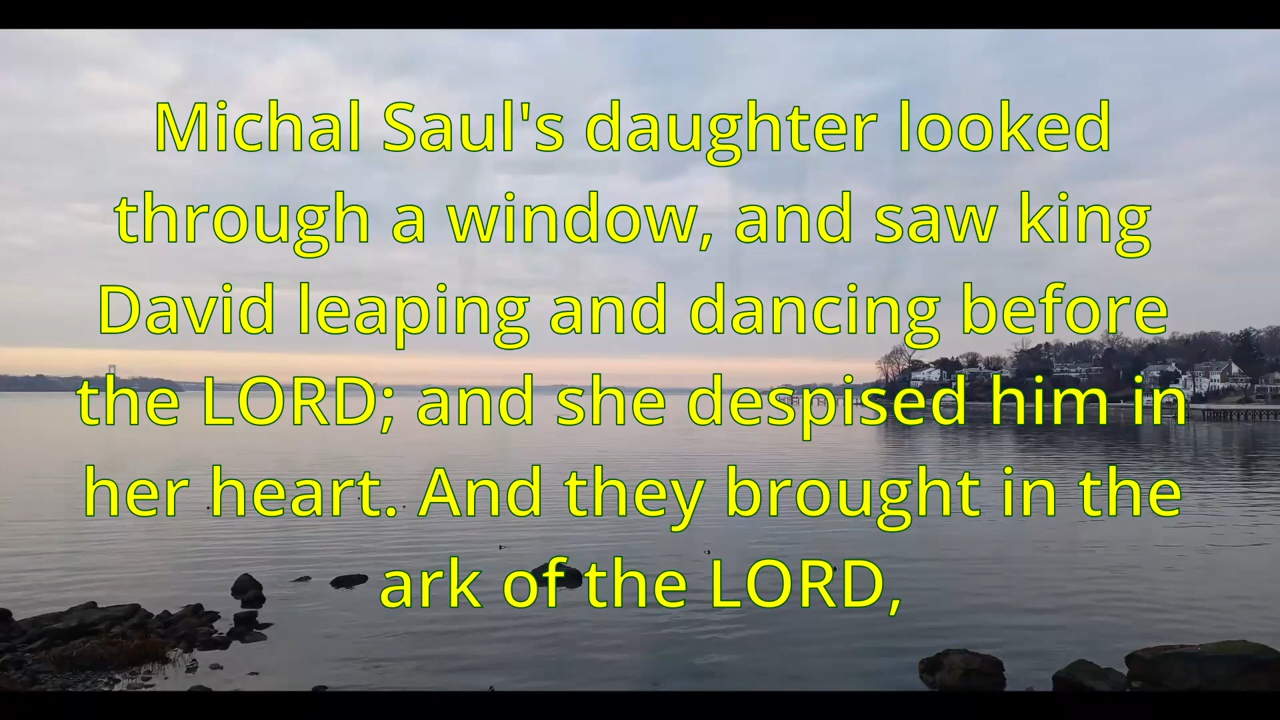 Michal Saul's daughter looked
through a window, and saw king
David leaping and dancing before
the LORD; and she despised him in
her heart. And they brought in the
ark of the LORD,